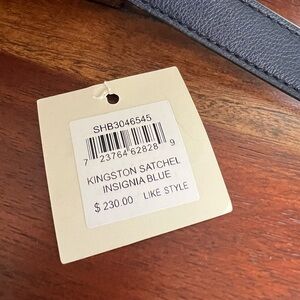 SHB3046545
7 23764 62828 9
KINGSTON SATCHEL
INSIGNIA BLUE
$ 230.00 LIKE STYLE